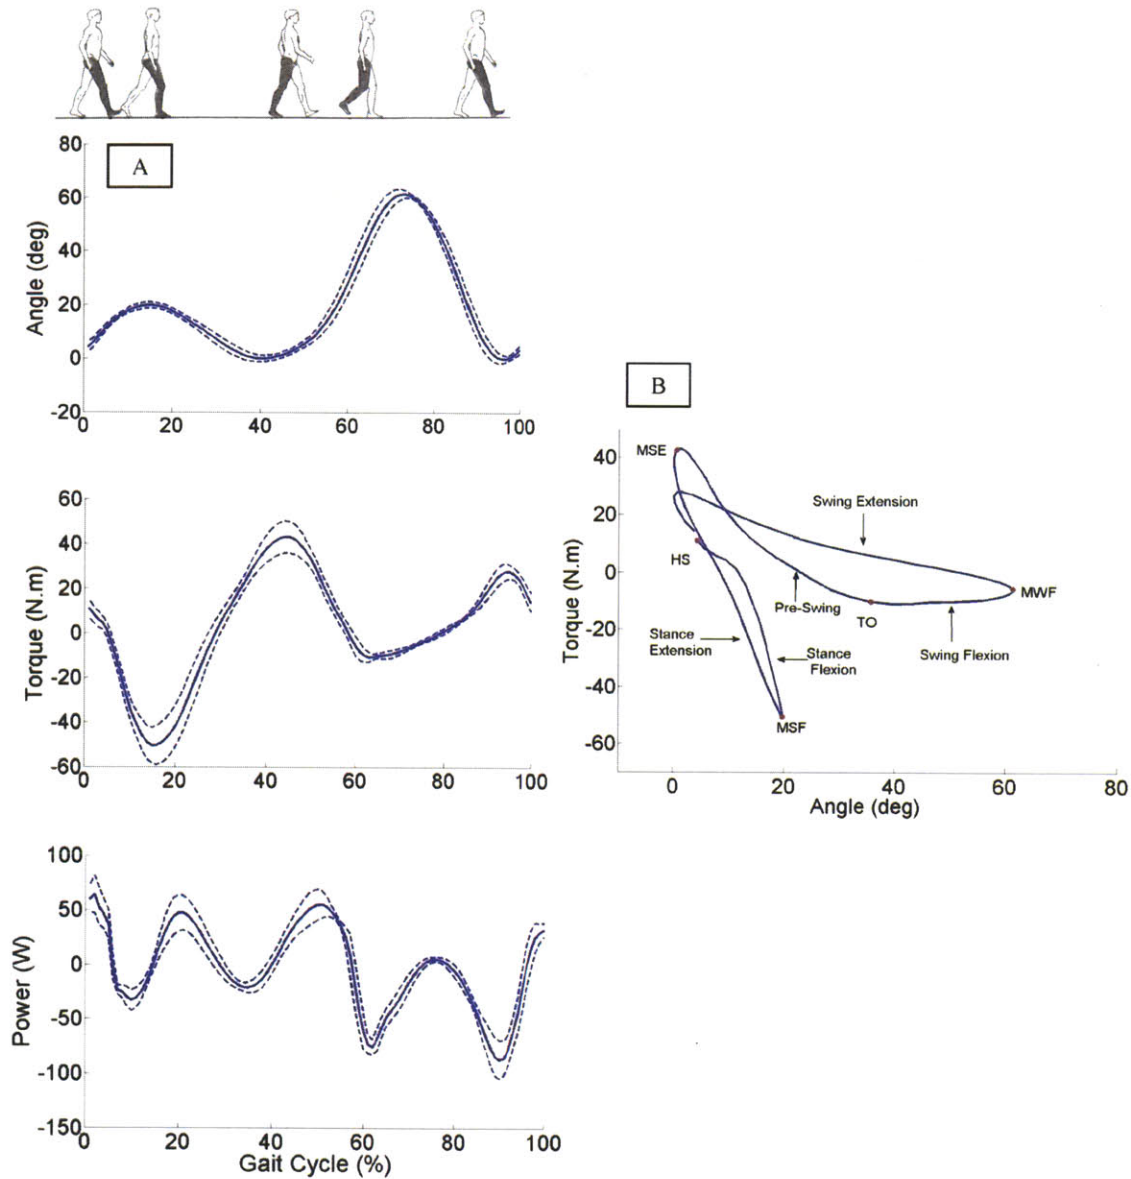 A
80
60
40
20
0
-20
Angle (deg)
0 20 40 60 80 100
60
40
20
0
-20
-40
-60
Torque (N.m)
0 20 40 60 80 100
100
50
0
-50
-100
-150
Power (W)
0 20 40 60 80 100
Gait Cycle (%)
B
40
20
0
-20
-40
-60
Torque (N.m)
MSE
Swing Extension
HS
MWF
Pre-Swing
TO
Stance
Extension
Stance
Flexion
Swing Flexion
MSF
0 20 40 60 80
Angle (deg)